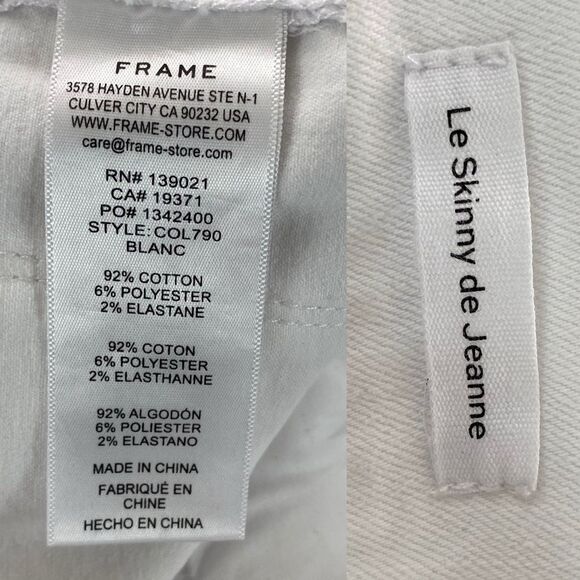 FRAME
3578 HAYDEN AVENUE STE N-1
CULVER CITY CA 90232 USA
WWW.FRAME-STORE.COM
care@frame-store.com
RN# 139021
CA# 19371
PO# 1342400
STYLE: COL790
BLANC
92% COTTON
6% POLYESTER
2% ELASTANE
92% COTON
6% POLYESTER
2% ELASTHANNE
92% ALGODÓN
6% POLIESTER
2% ELASTANO
MADE IN CHINA
FABRIQUÉ EN
CHINE
HECHO EN CHINA
Le Skinny de Jeanne